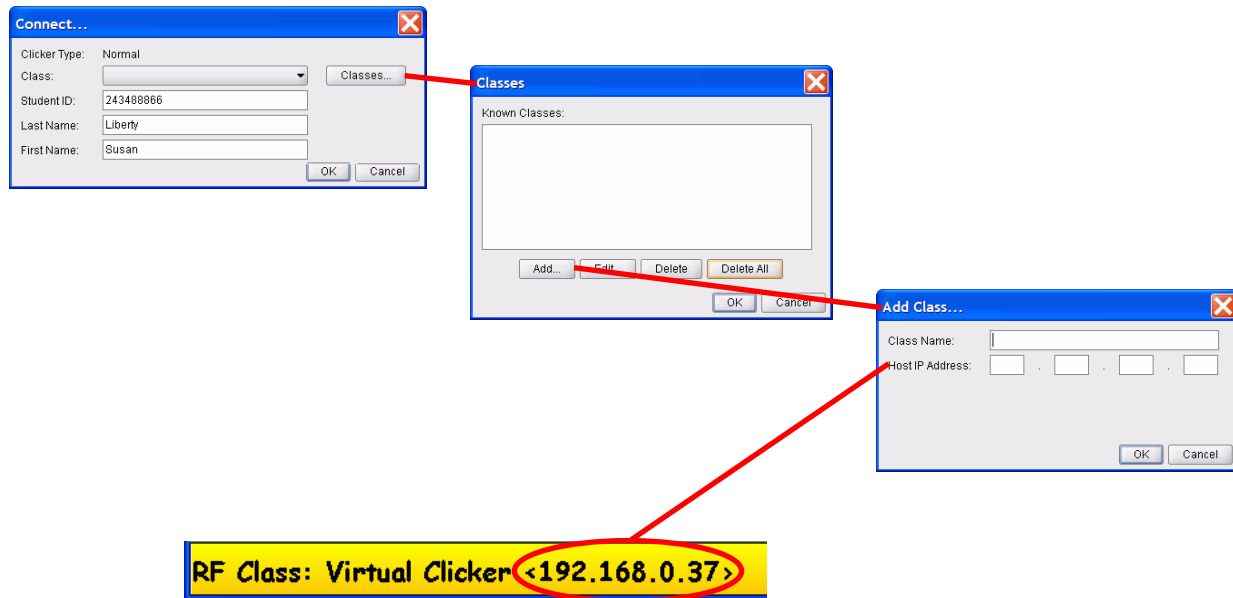 Connect...
Clicker Type: Normal
Class: Classes...
Student ID: 243488866
Last Name: Liberty
First Name: Susan
OK Cancel
Classes
Known Classes:
Add... Edit... Delete Delete All
OK Cancel
Add Class...
Class Name:
Host IP Address: . . .
OK Cancel
RF Class: Virtual Clicker <192.168.0.37>